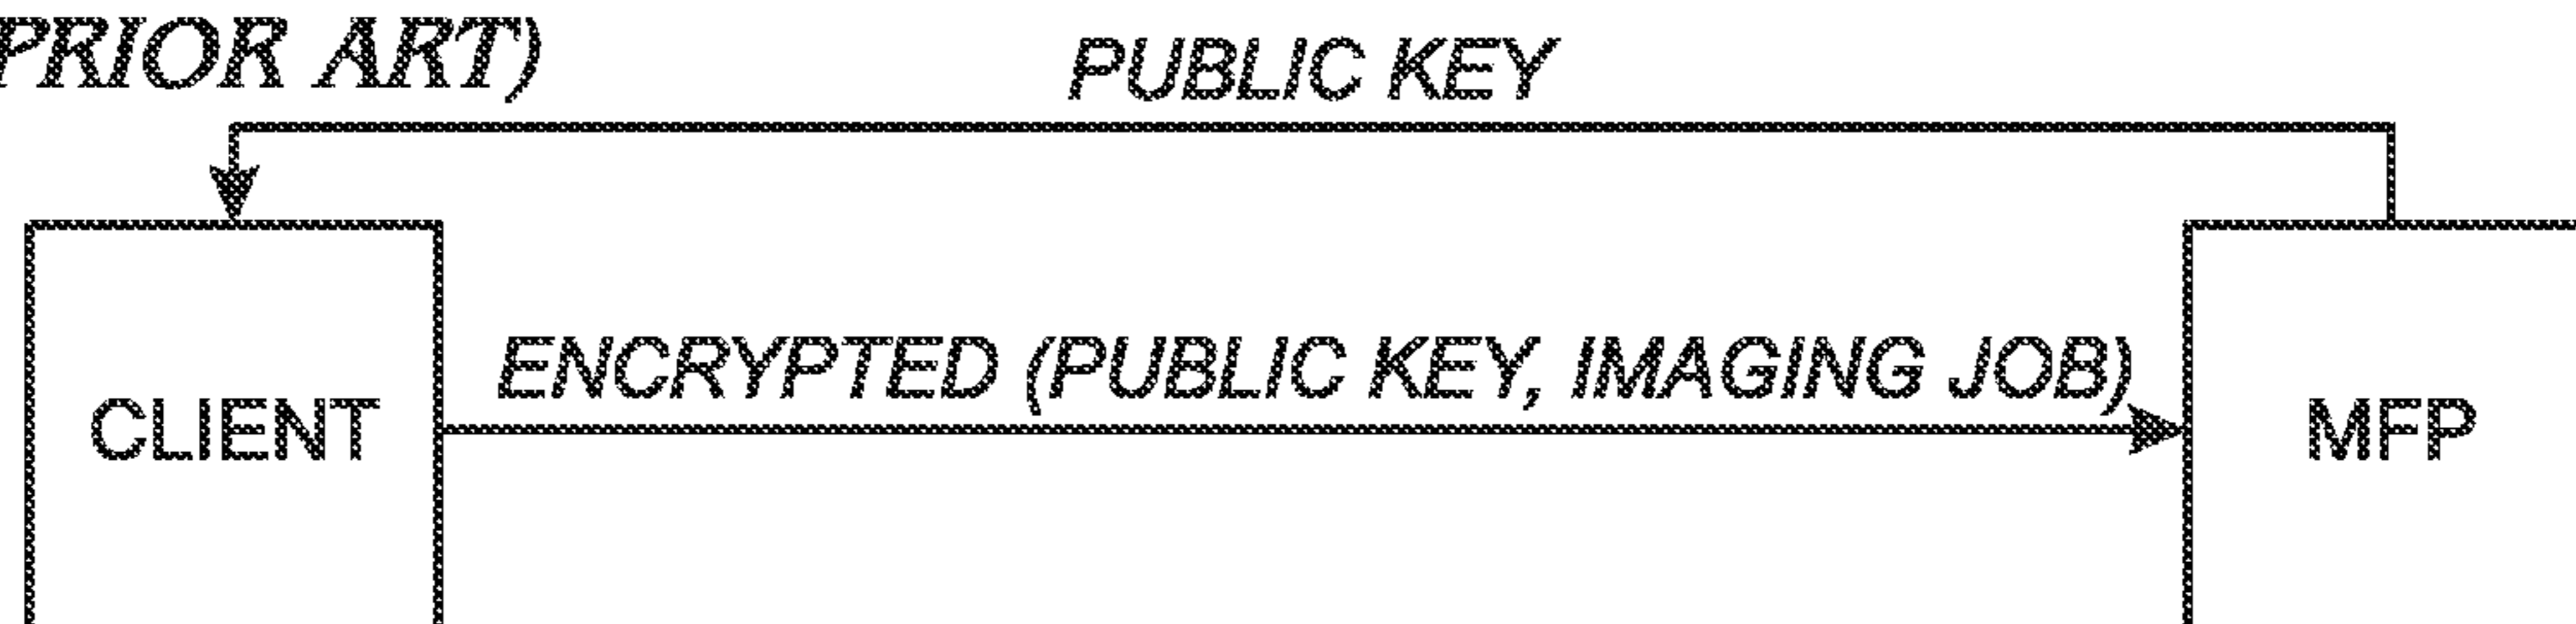 PRIOR ART)
PUBLIC KEY
ENCRYPTED (PUBLIC KEY, IMAGING JOB)
CLIENT
MFP